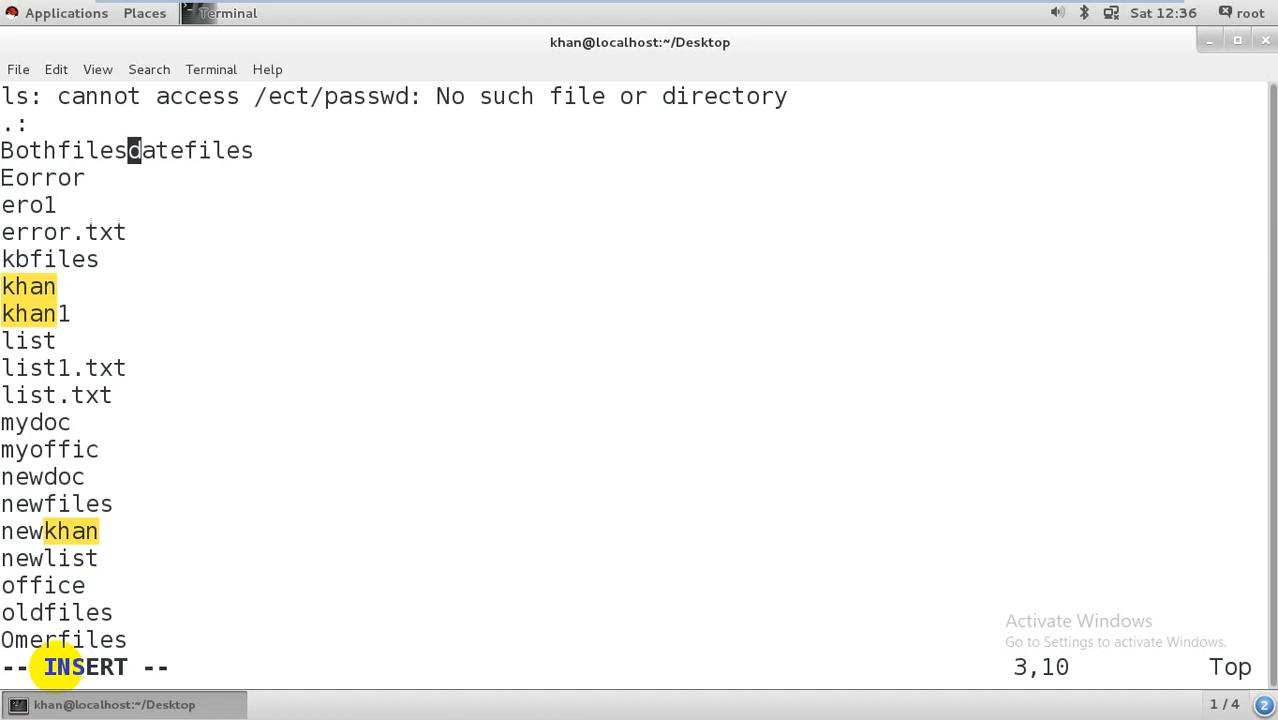 Applications Places Terminal Sat 12:36 root
khan@localhost:~/Desktop
File Edit View Search Terminal Help
ls: cannot access /ect/passwd: No such file or directory
.:
Bothfilesdatefiles
Eorror
ero1
error.txt
kbfiles
khan
khan1
list
list1.txt
list.txt
mydoc
myoffic
newdoc
newfiles
newkhan
newlist
office
oldfiles
Omerfiles
Activate Windows
Go to Settings to activate Windows.
-- INSERT -- 3,10 Top
khan@localhost:~/Desktop 1 / 4 2